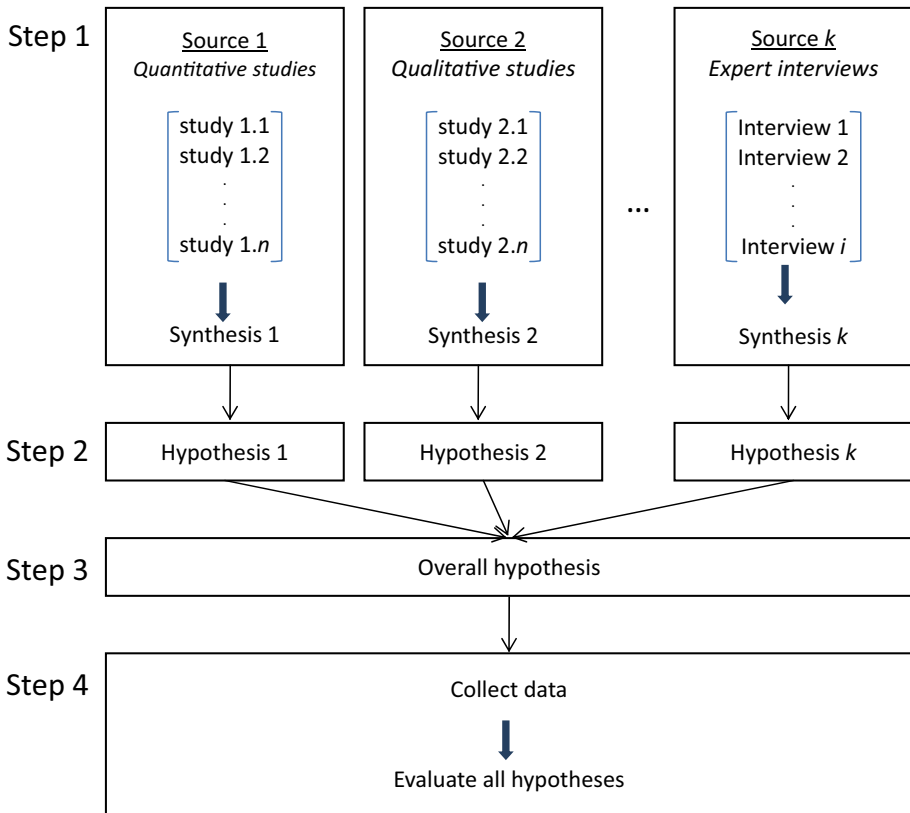 Step 1
Source 1
Quantitative studies
study 1.1
study 1.2
.
.
.
study 1.n
Synthesis 1
Source 2
Qualitative studies
study 2.1
study 2.2
.
.
.
study 2.n
Synthesis 2
...
Source k
Expert interviews
Interview 1
Interview 2
.
.
.
Interview i
Synthesis k
Step 2
Hypothesis 1
Hypothesis 2
Hypothesis k
Step 3
Overall hypothesis
Step 4
Collect data
Evaluate all hypotheses